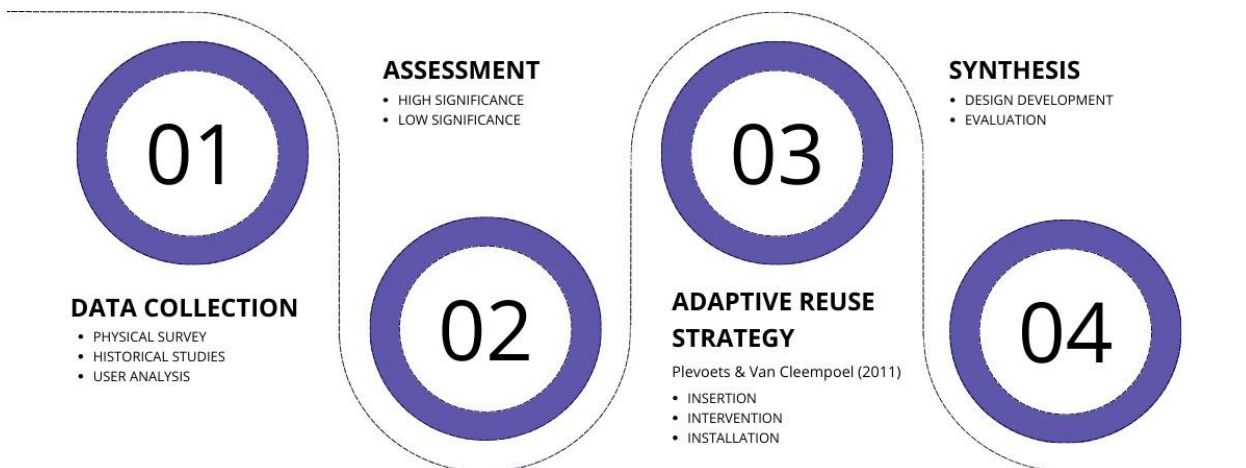 01
DATA COLLECTION
• PHYSICAL SURVEY
• HISTORICAL STUDIES
• USER ANALYSIS
ASSESSMENT
• HIGH SIGNIFICANCE
• LOW SIGNIFICANCE
02
03
ADAPTIVE REUSE
STRATEGY
Plevoets & Van Cleempoel (2011)
• INSERTION
• INTERVENTION
• INSTALLATION
SYNTHESIS
• DESIGN DEVELOPMENT
• EVALUATION
04